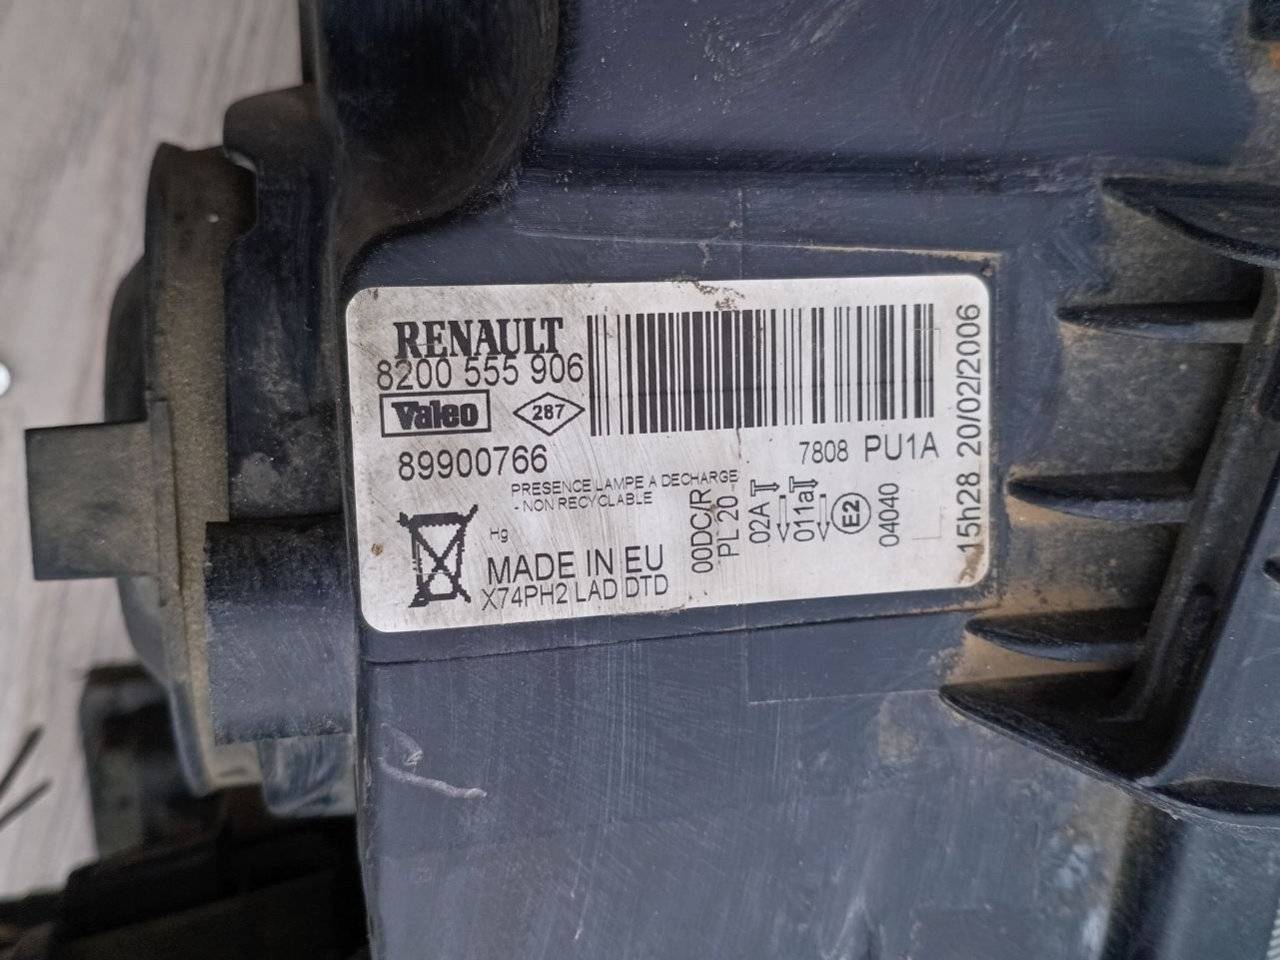 RENAULT
8200 555 906
Valeo
287
89900766
7808 PU1A
PRESENCE LAMPE A DECHARGE
- NON RECYCLABLE
Hg
MADE IN EU
X74PH2 LAD DTD
00DC/R
PL 20
02A
011a
E2
04040
15h28 20/02/2006